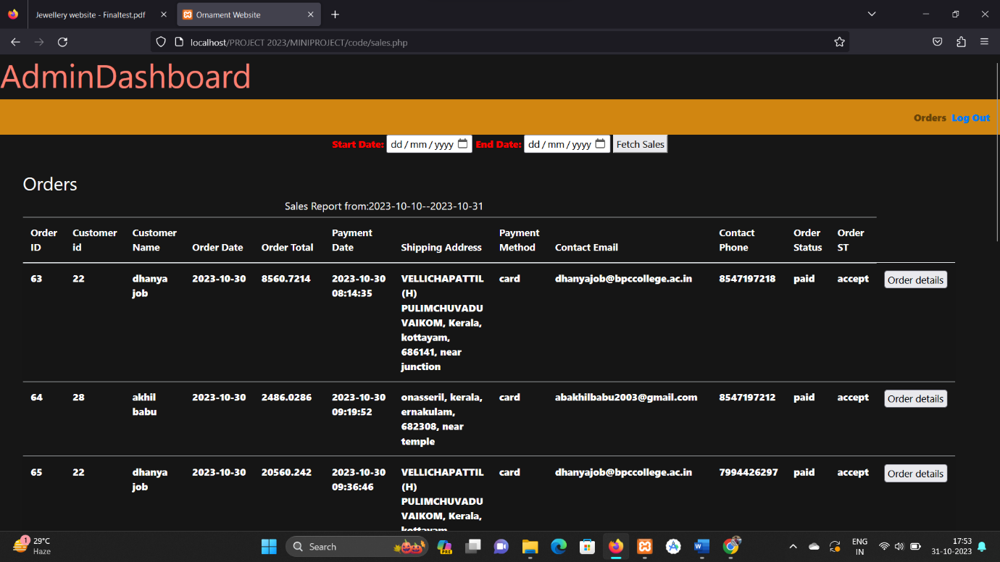 Jewellery website - Finaltest.pdf
Ornament Website
localhost/PROJECT 2023/MINIPROJECT/code/sales.php
AdminDashboard
Orders Log Out
Start Date: dd/mm/yyyy End Date: dd/mm/yyyy Fetch Sales
Orders
Sales Report from:2023-10-10--2023-10-31
Order ID Customer id Customer Name Order Date Order Total Payment Date Shipping Address Payment Method Contact Email Contact Phone Order Status Order ST
63 22 dhanya job 2023-10-30 8560.7214 2023-10-30 08:14:35 VELLICHAPATTIL (H) PULIMCHUVADU VAIKOM, Kerala, kottayam, 686141, near junction card dhanyajob@bpccollege.ac.in 8547197218 paid accept Order details
64 28 akhil babu 2023-10-30 2486.0286 2023-10-30 09:19:52 onasseril, kerala, ernakulam, 682308, near temple card abakhilbabu2003@gmail.com 8547197212 paid accept Order details
65 22 dhanya job 2023-10-30 20560.242 2023-10-30 09:36:46 VELLICHAPATTIL (H) PULIMCHUVADU VAIKOM, Kerala, kottayam card dhanyajob@bpccollege.ac.in 7994426297 paid accept Order details
1
29°C
Haze
Search
PRE
ENG
IN
17:53
31-10-2023